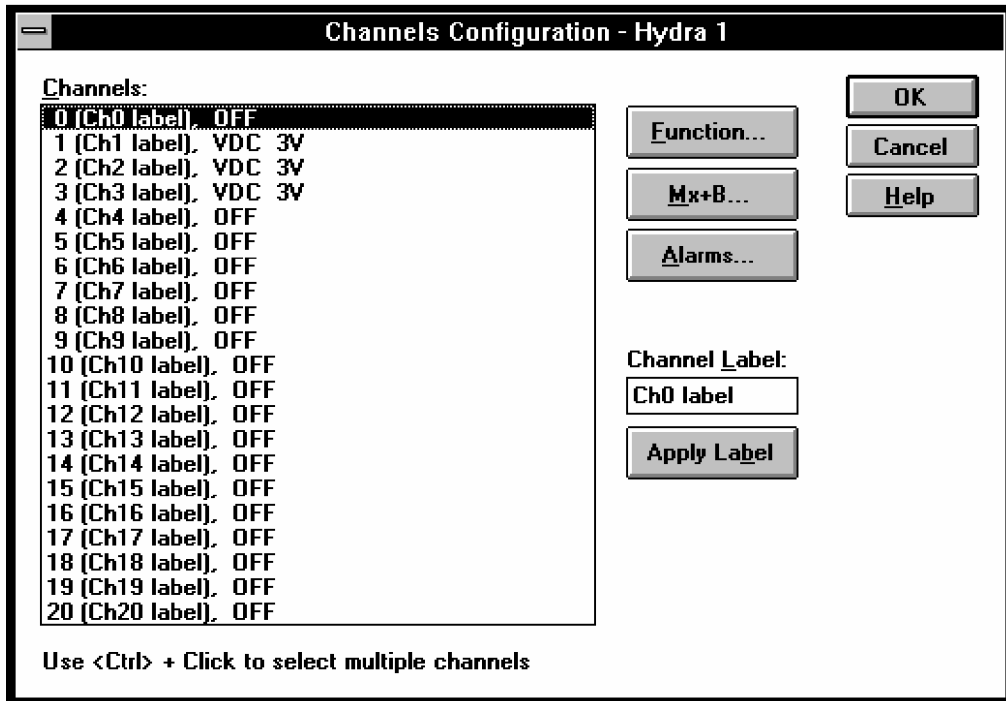 Channels Configuration - Hydra 1
Channels:
0 (Ch0 label), OFF
1 (Ch1 label), VDC 3V
2 (Ch2 label), VDC 3V
3 (Ch3 label), VDC 3V
4 (Ch4 label), OFF
5 (Ch5 label), OFF
6 (Ch6 label), OFF
7 (Ch7 label), OFF
8 (Ch8 label), OFF
9 (Ch9 label), OFF
10 (Ch10 label), OFF
11 (Ch11 label), OFF
12 (Ch12 label), OFF
13 (Ch13 label), OFF
14 (Ch14 label), OFF
15 (Ch15 label), OFF
16 (Ch16 label), OFF
17 (Ch17 label), OFF
18 (Ch18 label), OFF
19 (Ch19 label), OFF
20 (Ch20 label), OFF
Use <Ctrl> + Click to select multiple channels
Function...
Mx+B...
Alarms...
Channel Label:
Ch0 label
Apply Label
OK
Cancel
Help